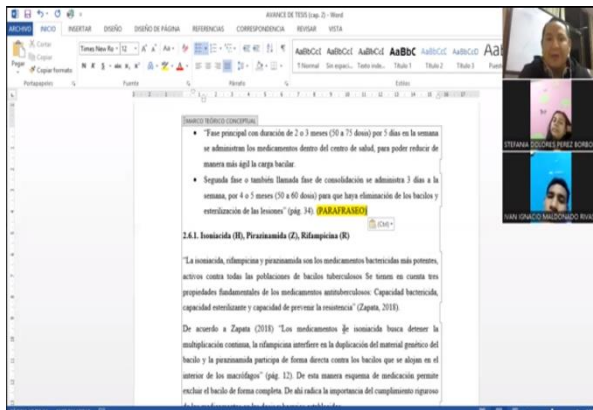 AVANCE DE TESIS (cap. 2) - Word
ARCHIVO INICIO INSERTAR DISEÑO DISEÑO DE PÁGINA REFERENCIAS CORRESPONDENCIA REVISAR VISTA
Cortar
Copiar
Pegar Copiar formato
Times New Ro 12
AaBbCcI AaBbCcI AaBbCcI AaBbC AaBbCcI AaBbCcD AaB
1 Normal Título 1 Título 2 Título 3
Portapapeles Fuente Párrafo Estilos
MARCO TEÓRICO CONCEPTUAL
• "Fase principal con duración de 2 o 3 meses (50 a 75 dosis) por 5 días en la
semana se administran los medicamentos dentro del centro de salud, para poder reducir de
manera más ágil la carga bacilar.
• Segunda fase o también llamada fase de consolidación se administra 3 días a la
semana, por 4 o 5 meses (50 a 60 dosis) para que haya eliminación de los bacilos y
esterilización de las lesiones" (pág. 34). (PARAFRASEO)
(Ctrl)
2.6.1. Isoniacida (H), Pirazinamida (Z), Rifampicina (R)
"La isoniacida, rifampicina y pirazinamida son los medicamentos bactericidas más potentes,
activos contra todas las poblaciones de bacilos tuberculosos Se tienen en cuenta tres
propiedades fundamentales de los medicamentos antituberculosos: Capacidad bactericida,
capacidad esterilizante y capacidad de prevenir la resistencia" (Zapata, 2018).
De acuerdo a Zapata (2018) "Los medicamentos de isoniacida busca detener la
multiplicación continua, la rifampicina interfiere en la duplicación del material genético del
bacilo y la pirazinamida participa de forma directa contra los bacilos que se alojan en el
interior de los macrófagos" (pág. 12). De esta manera esquema de medicación permite
excluir el bacilo de forma completa. De ahí radica la importancia del cumplimiento riguroso
STEFANIA DOLORES PEREZ BORBO
IVAN IGNACIO MALDONADO RIVAS